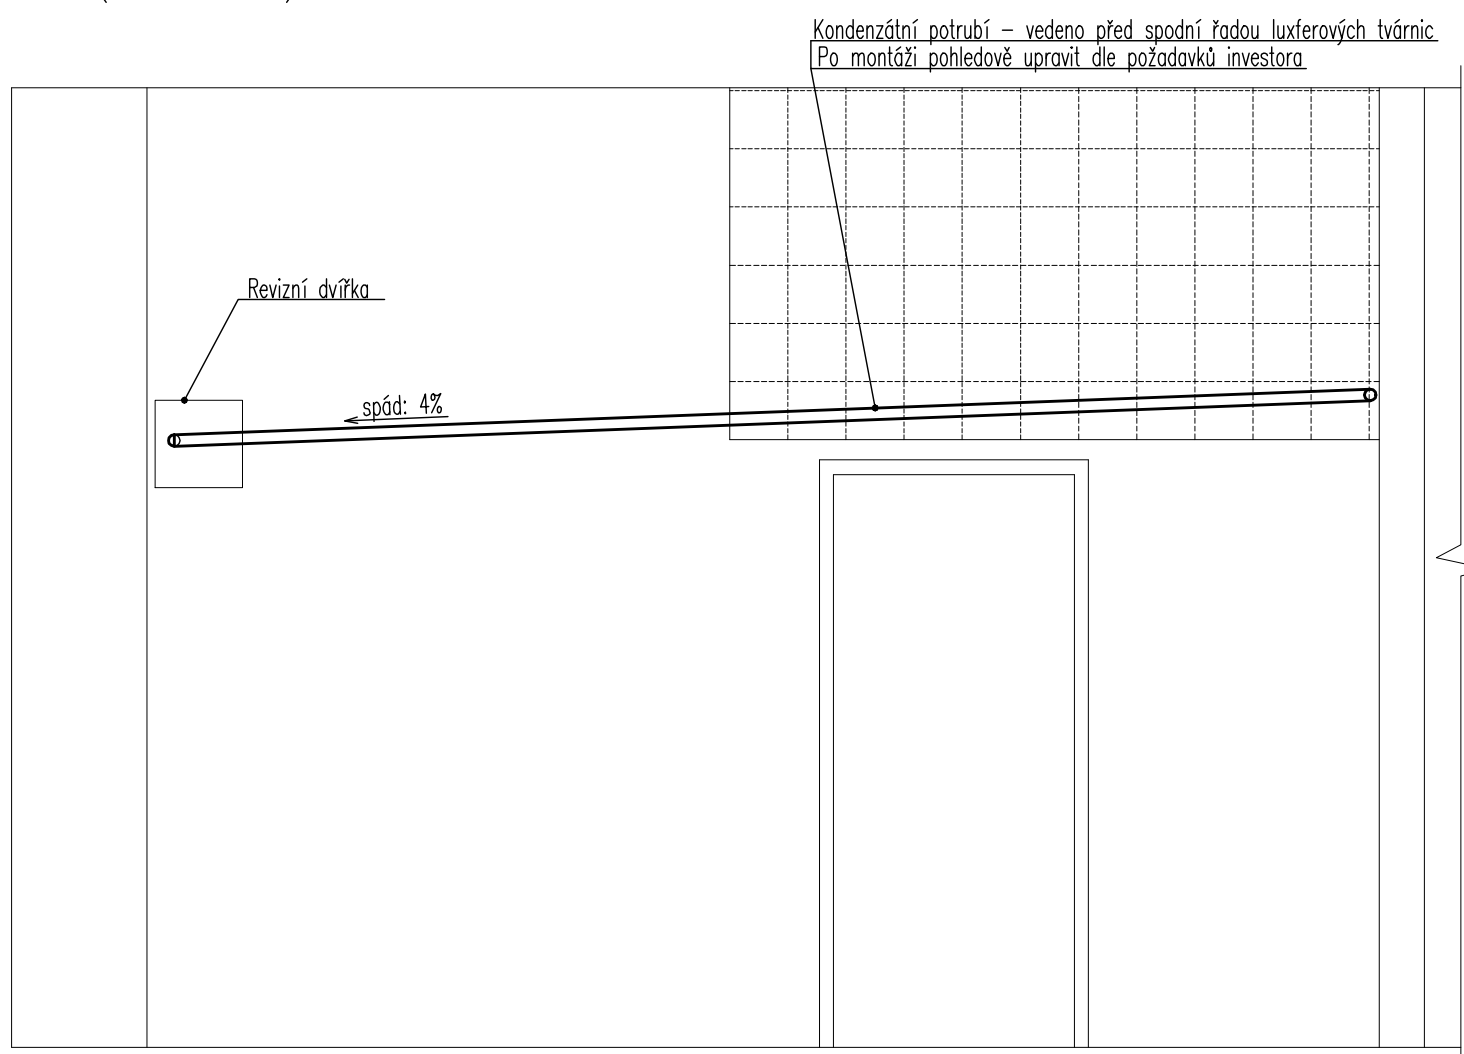 Kondenzátní potrubí – vedeno před spodní řadou luxferových tvárnic
Po montáži pohledově upravit dle požadavků investora
Revizní dvířka
spád: 4%